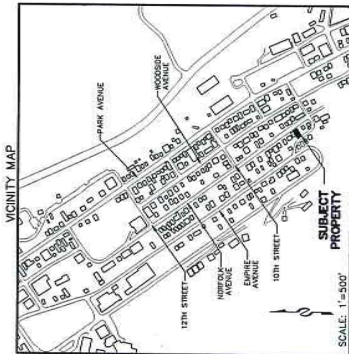 VICINITY MAP
PARK AVENUE
WOODSIDE
AVENUE
12TH STREET
NORFOLK
AVENUE
EMPIRE
AVENUE
10TH STREET
SUBJECT
PROPERTY
SCALE: 1"=500'